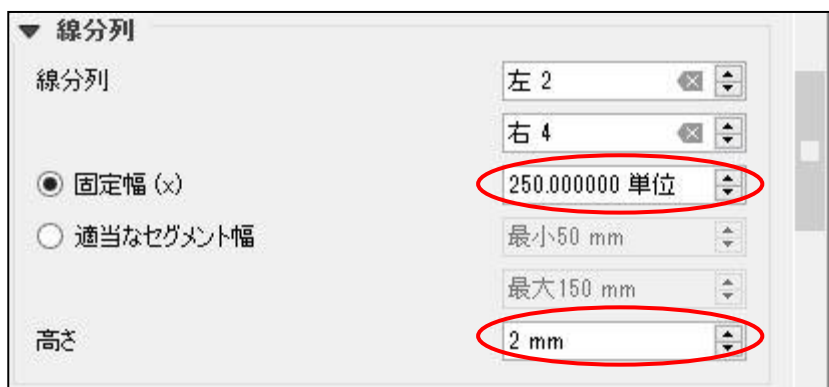 ▼ 線分列
線分列 左 2
右 4
固定幅 (x) 250.000000 単位
適当なセグメント幅 最小50 mm
最大150 mm
高さ 2 mm